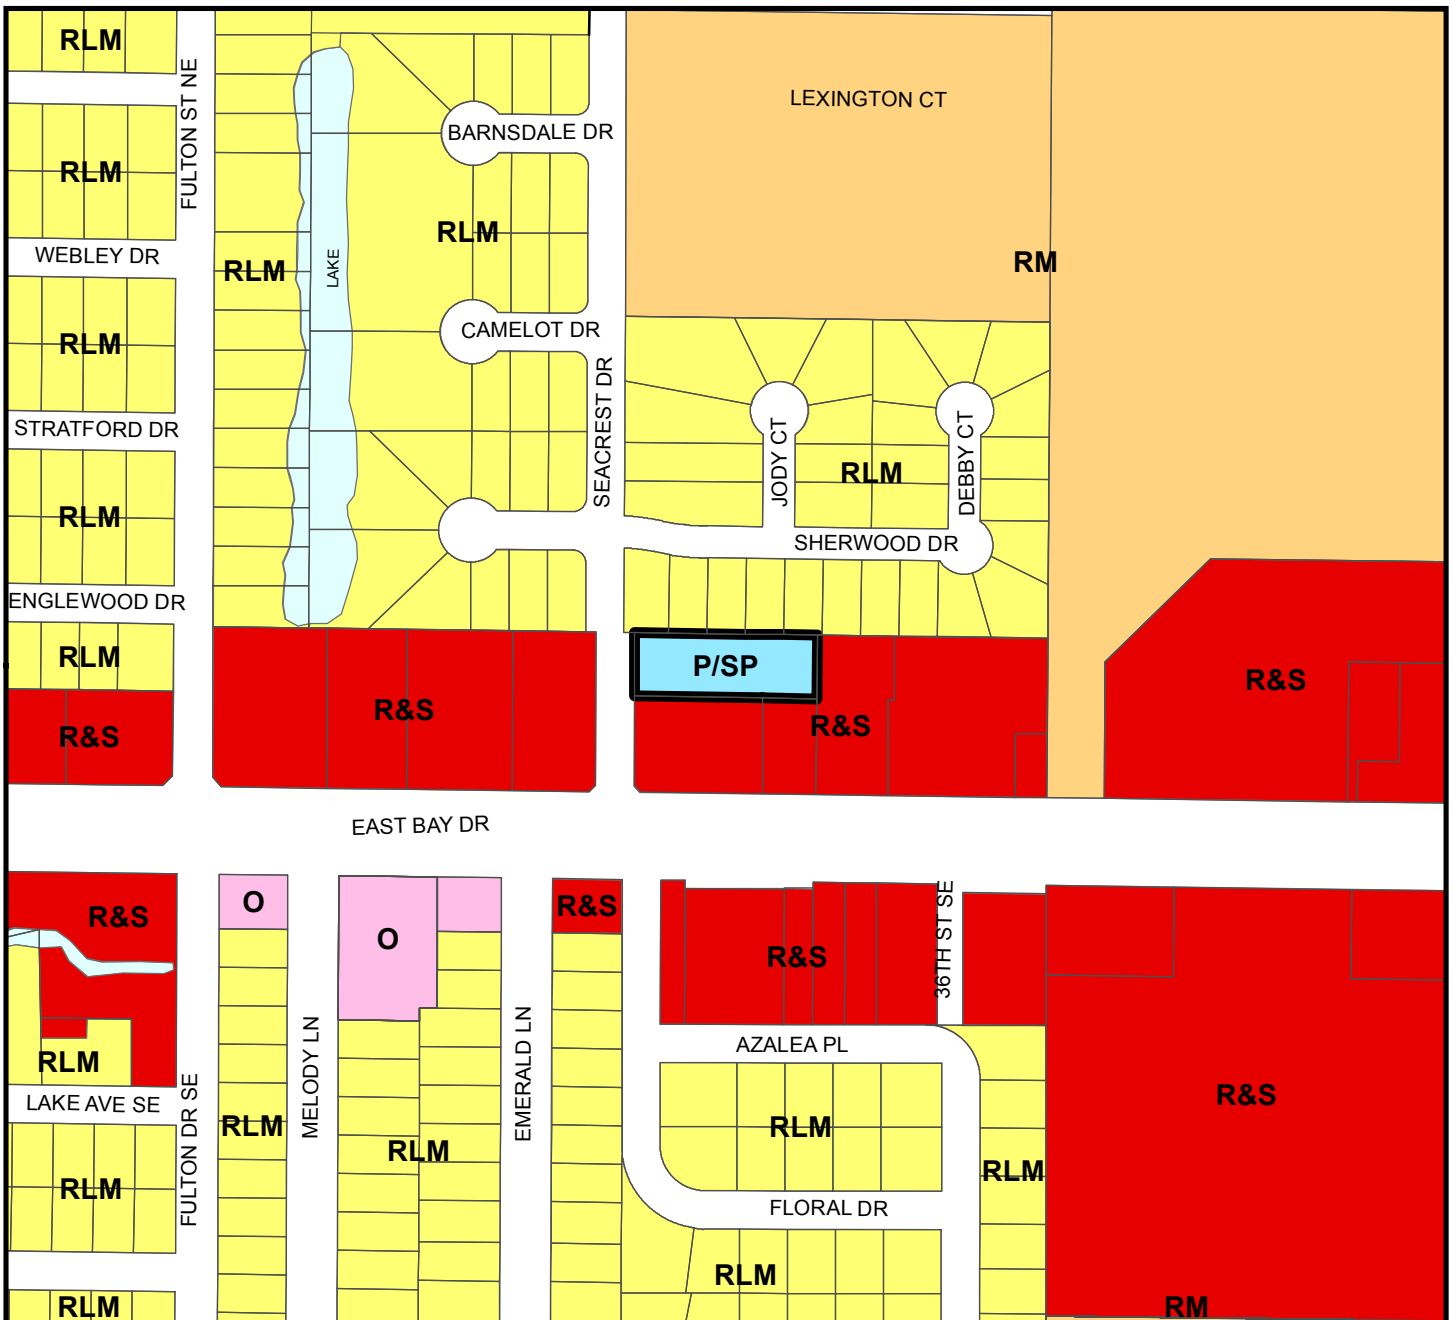 RLM
FULTON ST NE
LEXINGTON CT
BARNSDALE DR
RLM
RLM
WEBLEY DR
RLM
LAKE
RM
CAMELOT DR
RLM
SEACREST DR
STRATFORD DR
JODY CT
RLM
DEBBY CT
RLM
SHERWOOD DR
ENGLEWOOD DR
RLM
P/SP
R&S
R&S
R&S
R&S
EAST BAY DR
R&S
O
O
R&S
R&S
36TH ST SE
RLM
AZALEA PL
LAKE AVE SE
FULTON DR SE
RLM
MELODY LN
RLM
EMERALD LN
RLM
R&S
RLM
RLM
FLORAL DR
RLM
RLM
RM